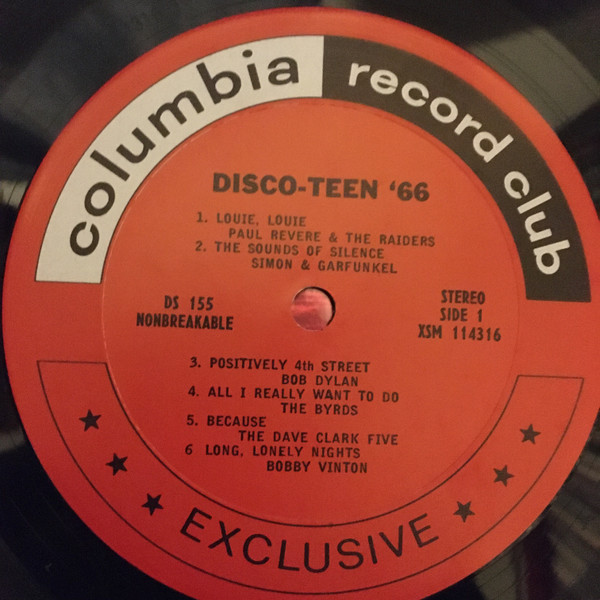 columbia record club
DISCO-TEEN '66
1. LOUIE, LOUIE
PAUL REVERE & THE RAIDERS
2. THE SOUNDS OF SILENCE
SIMON & GARFUNKEL
DS 155
NONBREAKABLE
STEREO
SIDE 1
XSM 114316
3. POSITIVELY 4th STREET
BOB DYLAN
4. ALL I REALLY WANT TO DO
THE BYRDS
5. BECAUSE
THE DAVE CLARK FIVE
6 LONG, LONELY NIGHTS
BOBBY VINTON
EXCLUSIVE